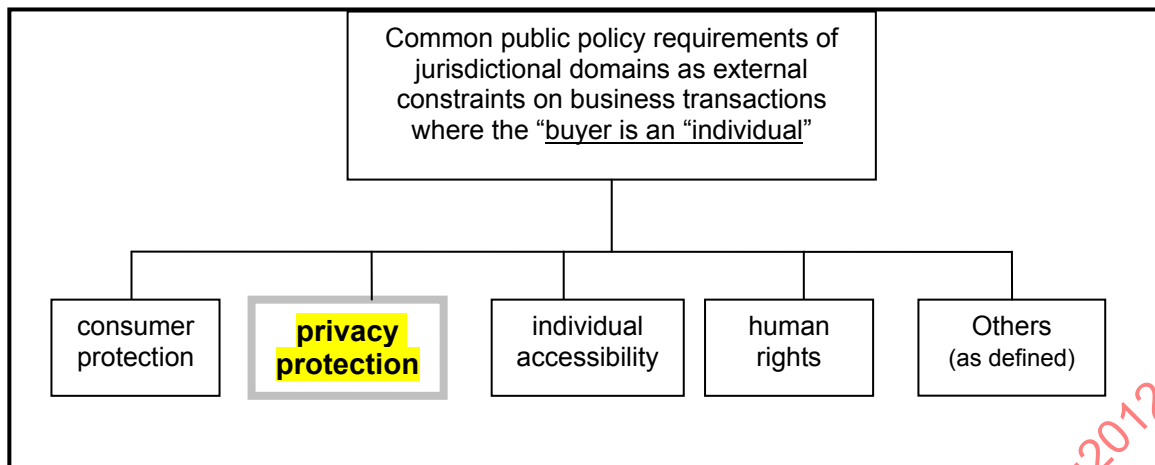 Common public policy requirements of
jurisdictional domains as external
constraints on business transactions
where the “buyer is an “individual”
consumer
protection
privacy
protection
individual
accessibility
human
rights
Others
(as defined)
:2012